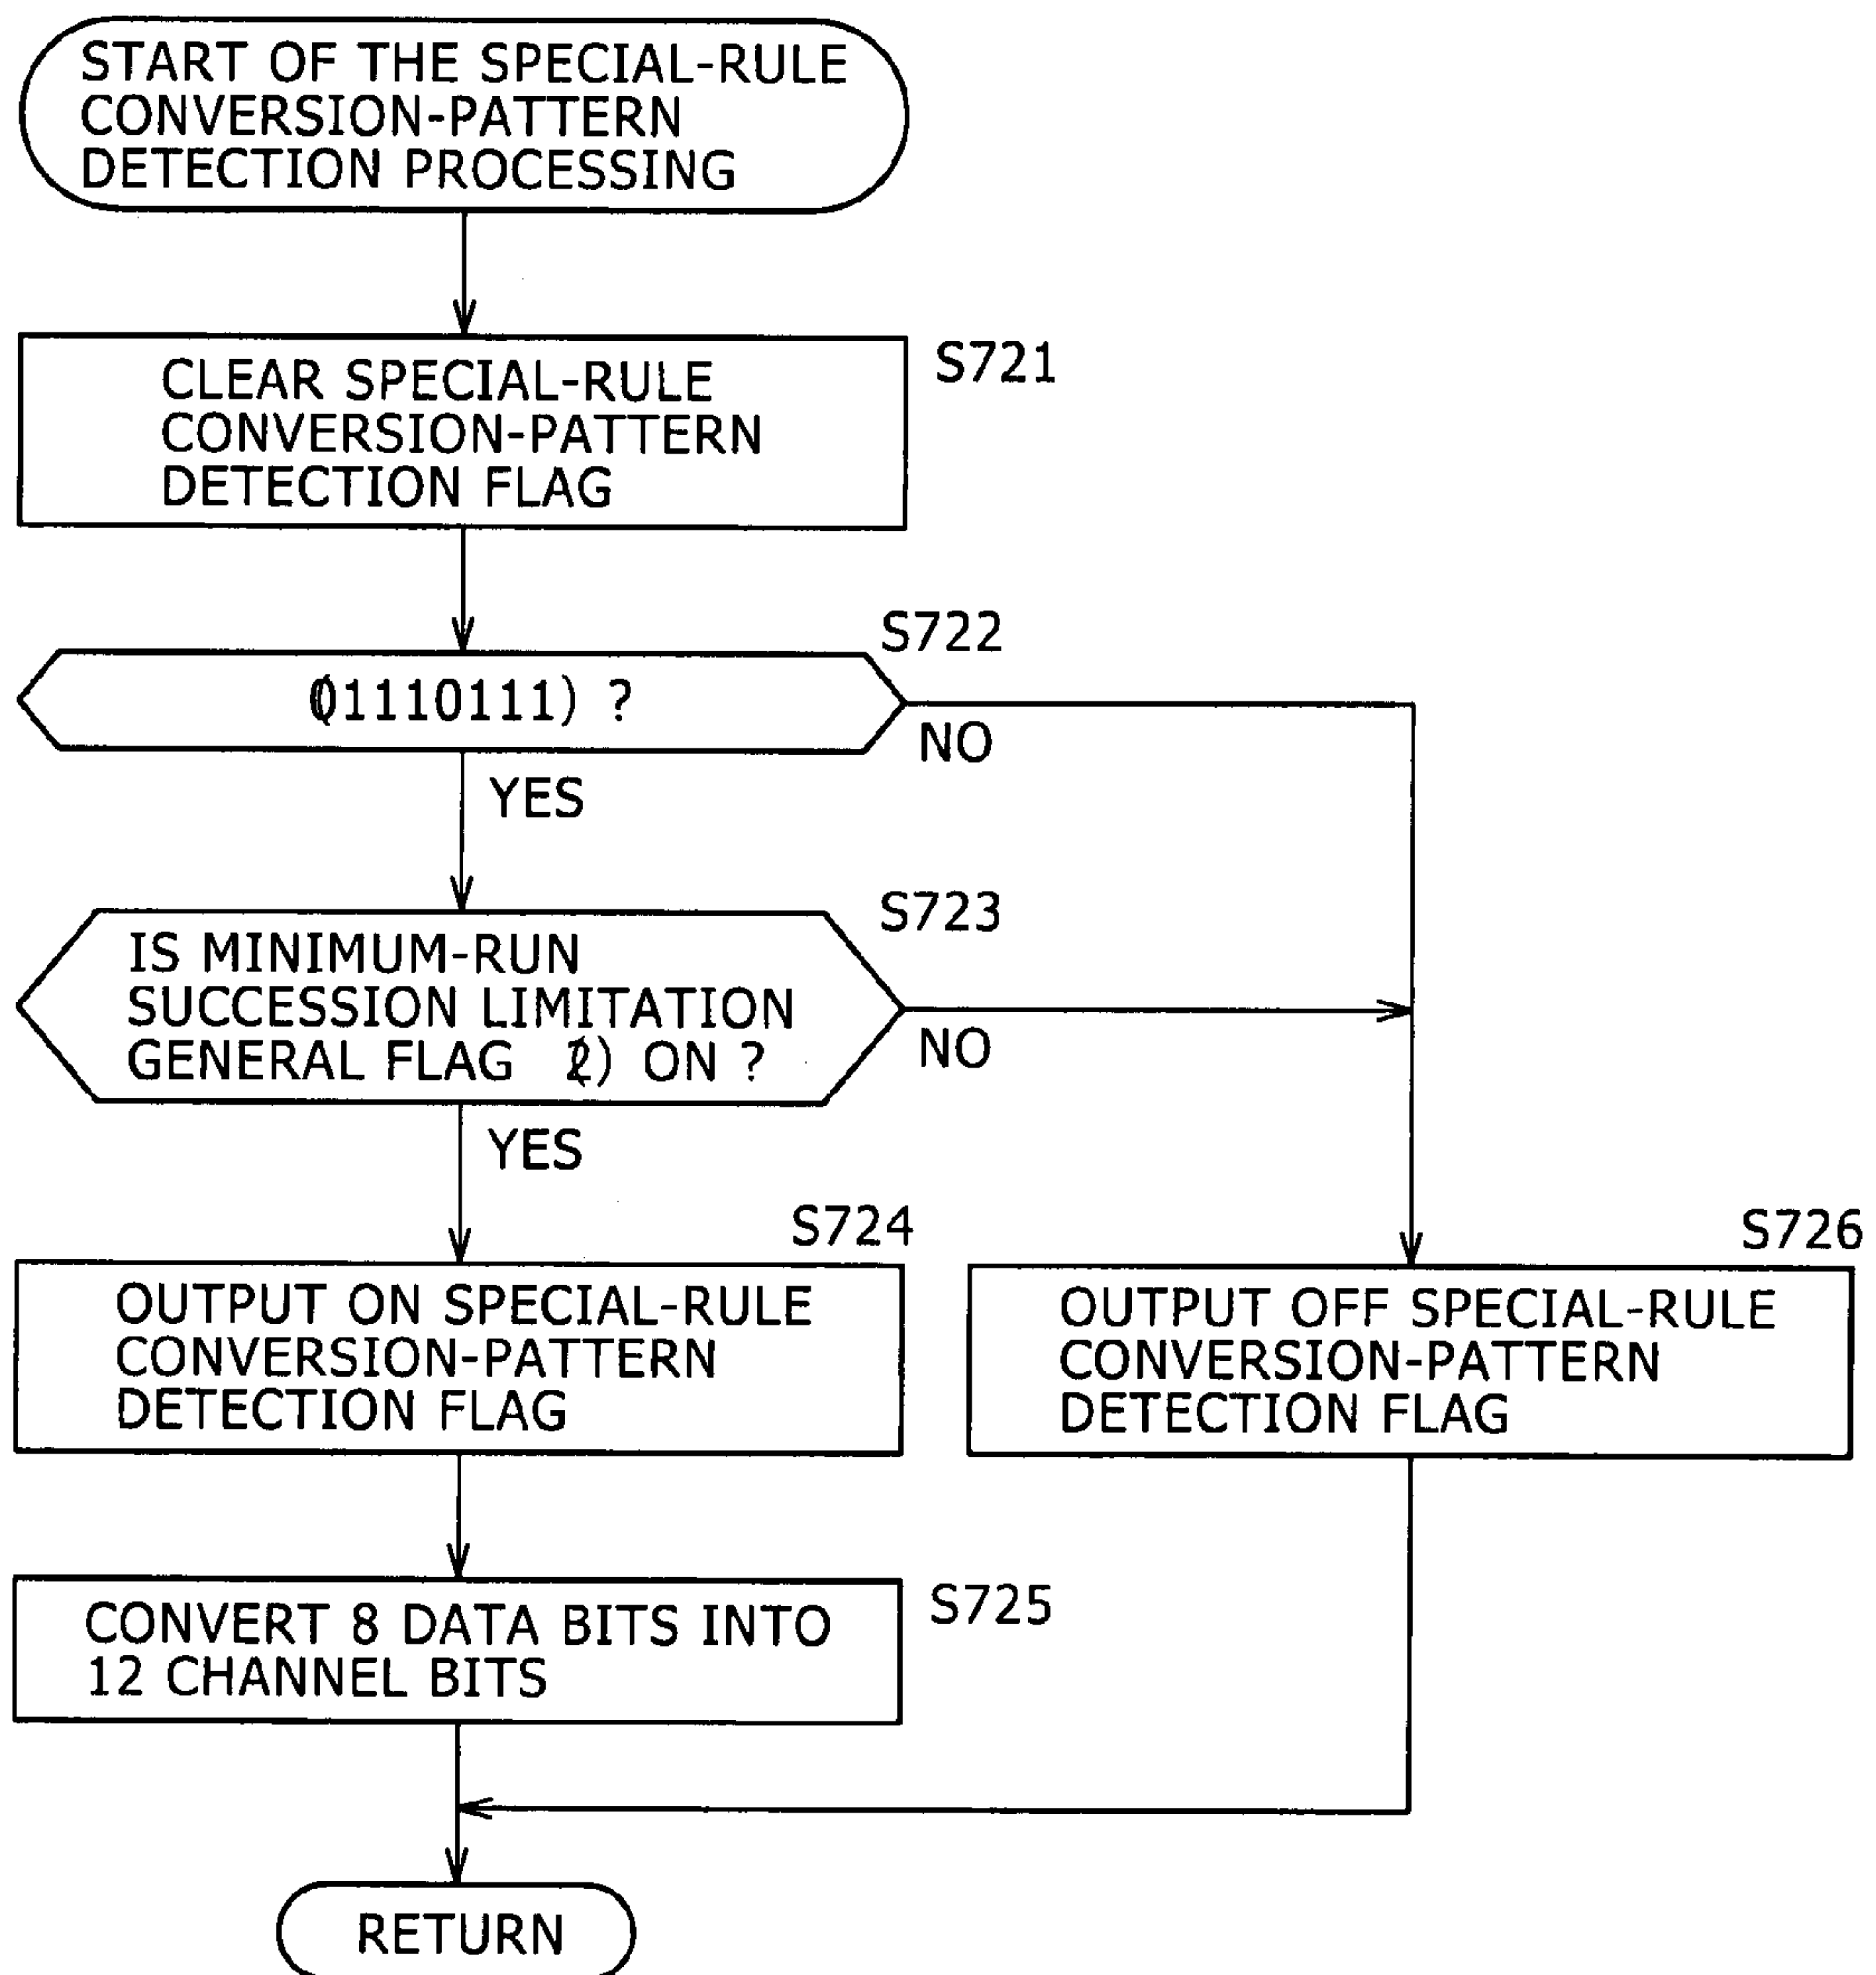 START OF THE SPECIAL-RULE
CONVERSION-PATTERN
DETECTION PROCESSING
CLEAR SPECIAL-RULE
CONVERSION-PATTERN
DETECTION FLAG
S721
S722
(01110111) ?
NO
YES
S723
IS MINIMUM-RUN
SUCCESSION LIMITATION
GENERAL FLAG (2) ON ?
NO
YES
S724
OUTPUT ON SPECIAL-RULE
CONVERSION-PATTERN
DETECTION FLAG
S726
OUTPUT OFF SPECIAL-RULE
CONVERSION-PATTERN
DETECTION FLAG
CONVERT 8 DATA BITS INTO
12 CHANNEL BITS
S725
RETURN